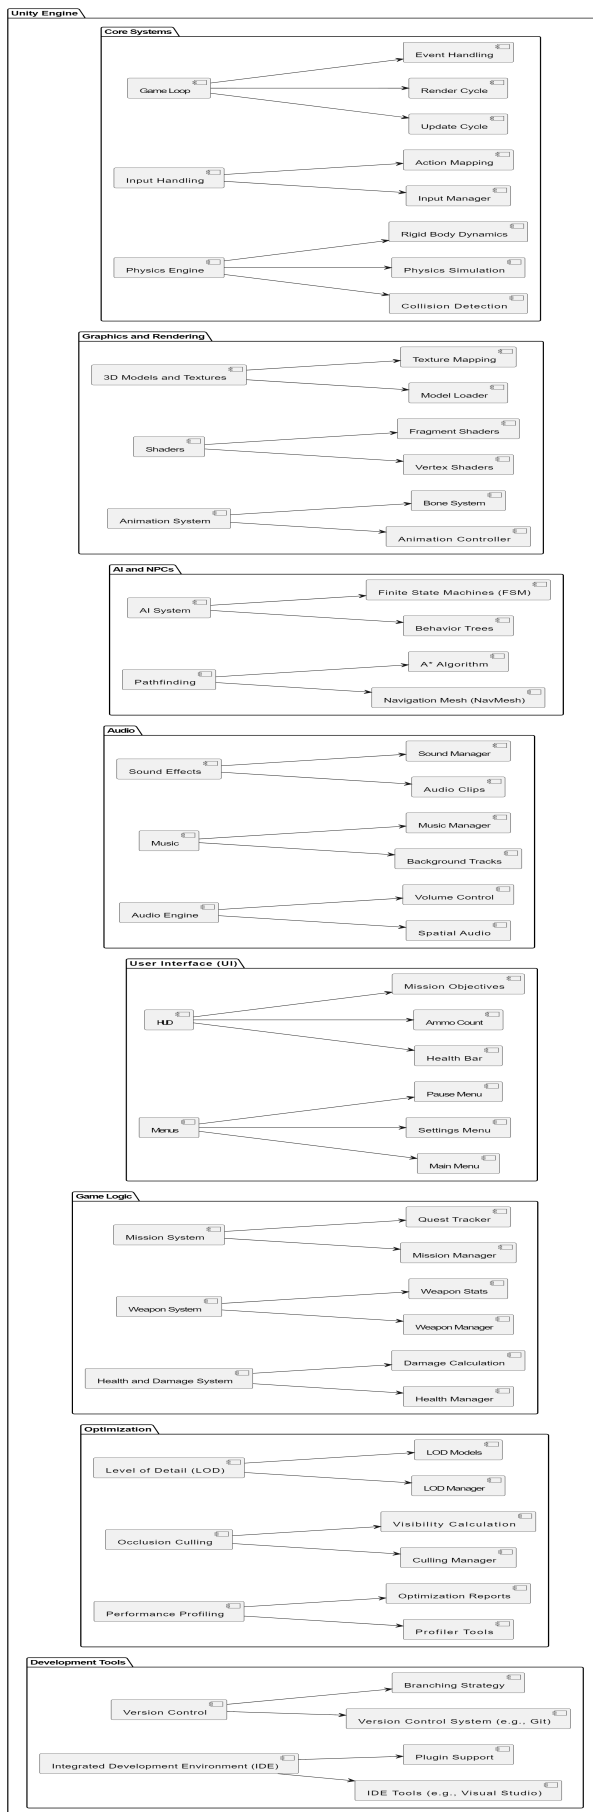 Unity Engine
Core Systems
Event Handling
Game Loop
Render Cycle
Update Cycle
Action Mapping
Input Handling
Input Manager
Rigid Body Dynamics
Physics Engine
Physics Simulation
Collision Detection
Graphics and Rendering
Texture Mapping
3D Models and Textures
Model Loader
Fragment Shaders
Shaders
Vertex Shaders
Bone System
Animation System
Animation Controller
AI and NPCs
Finite State Machines (FSM)
AI System
Behavior Trees
A* Algorithm
Pathfinding
Navigation Mesh (NavMesh)
Audio
Sound Manager
Sound Effects
Audio Clips
Music Manager
Music
Background Tracks
Volume Control
Audio Engine
Spatial Audio
User Interface (UI)
Mission Objectives
HUD
Ammo Count
Health Bar
Pause Menu
Menus
Settings Menu
Main Menu
Game Logic
Quest Tracker
Mission System
Mission Manager
Weapon Stats
Weapon System
Weapon Manager
Damage Calculation
Health and Damage System
Health Manager
Optimization
LOD Models
Level of Detail (LOD)
LOD Manager
Visibility Calculation
Occlusion Culling
Culling Manager
Optimization Reports
Performance Profiling
Profiler Tools
Development Tools
Branching Strategy
Version Control
Version Control System (e.g., Git)
Plugin Support
Integrated Development Environment (IDE)
IDE Tools (e.g., Visual Studio)